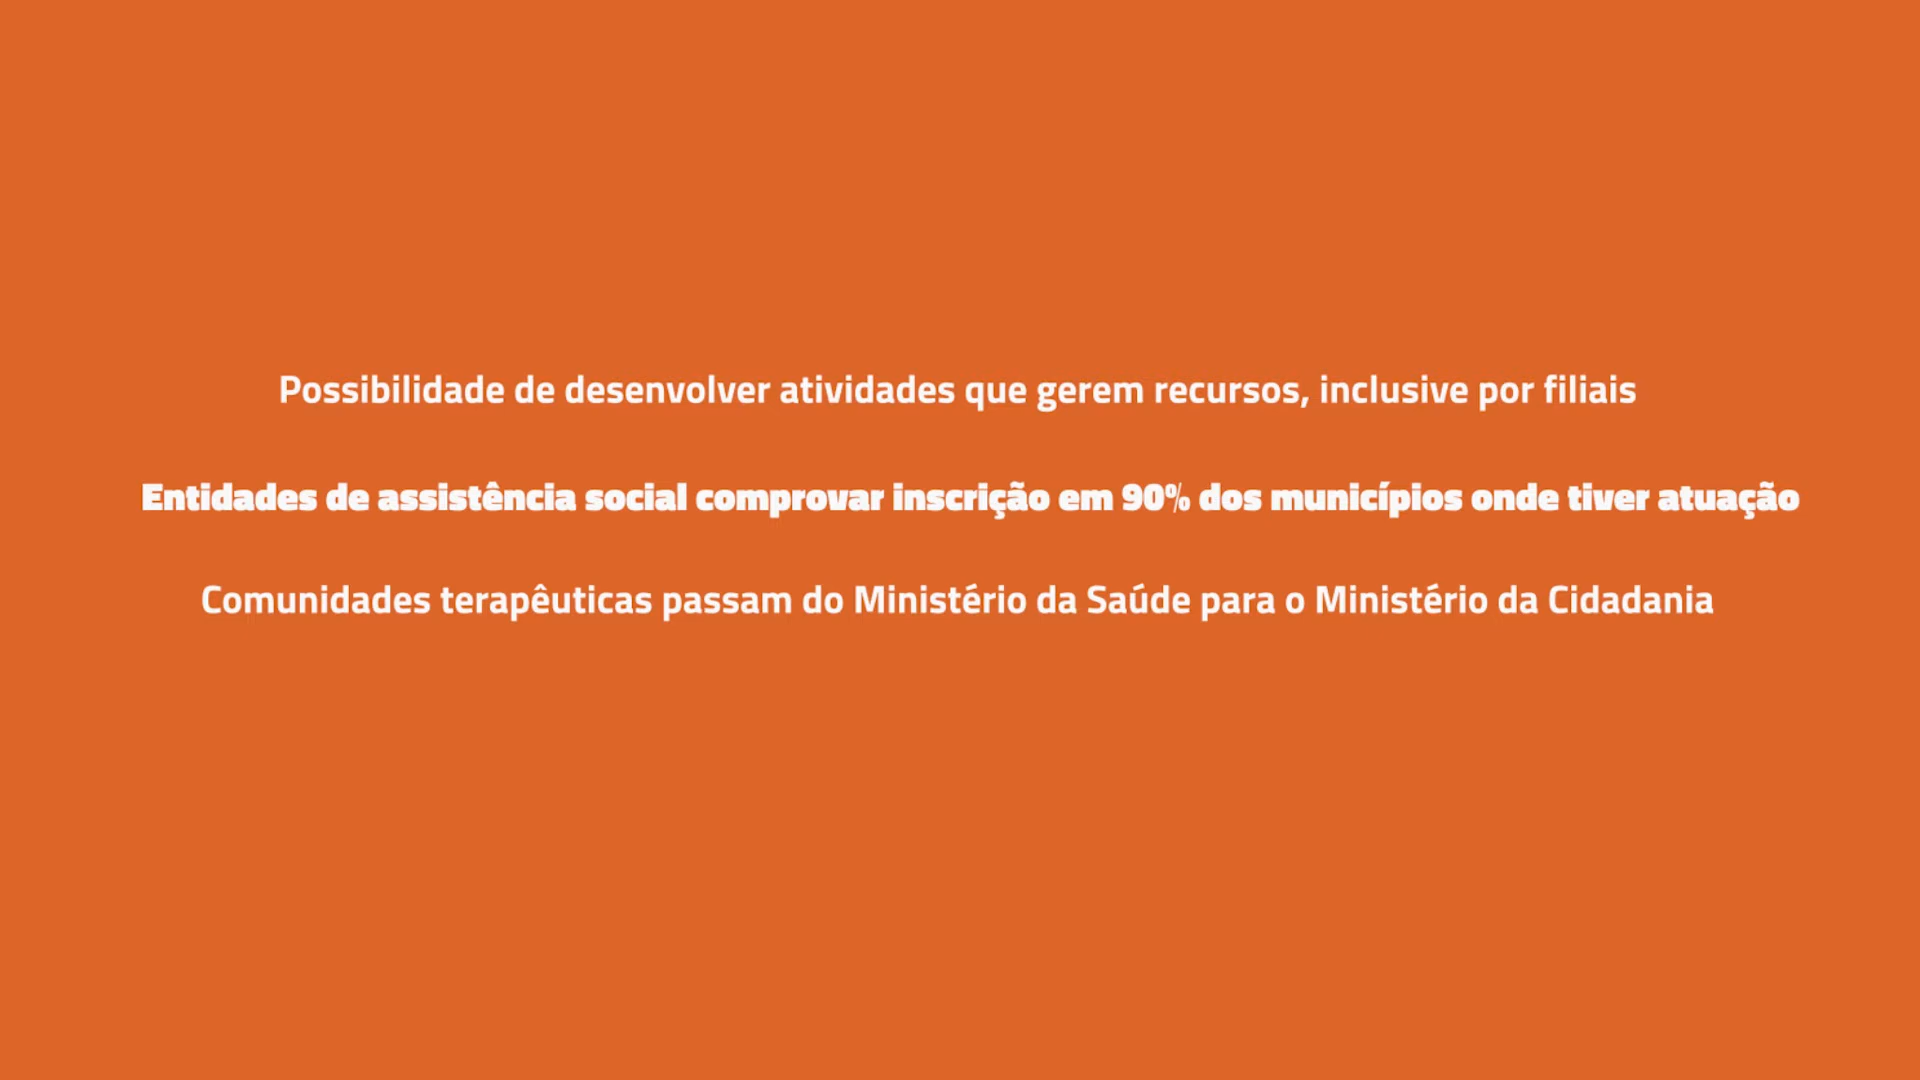 Possibilidade de desenvolver atividades que gerem recursos, inclusive por filiais
Entidades de assistência social comprovar inscrição em 90% dos municípios onde tiver atuação
Comunidades terapêuticas passam do Ministério da Saúde para o Ministério da Cidadania